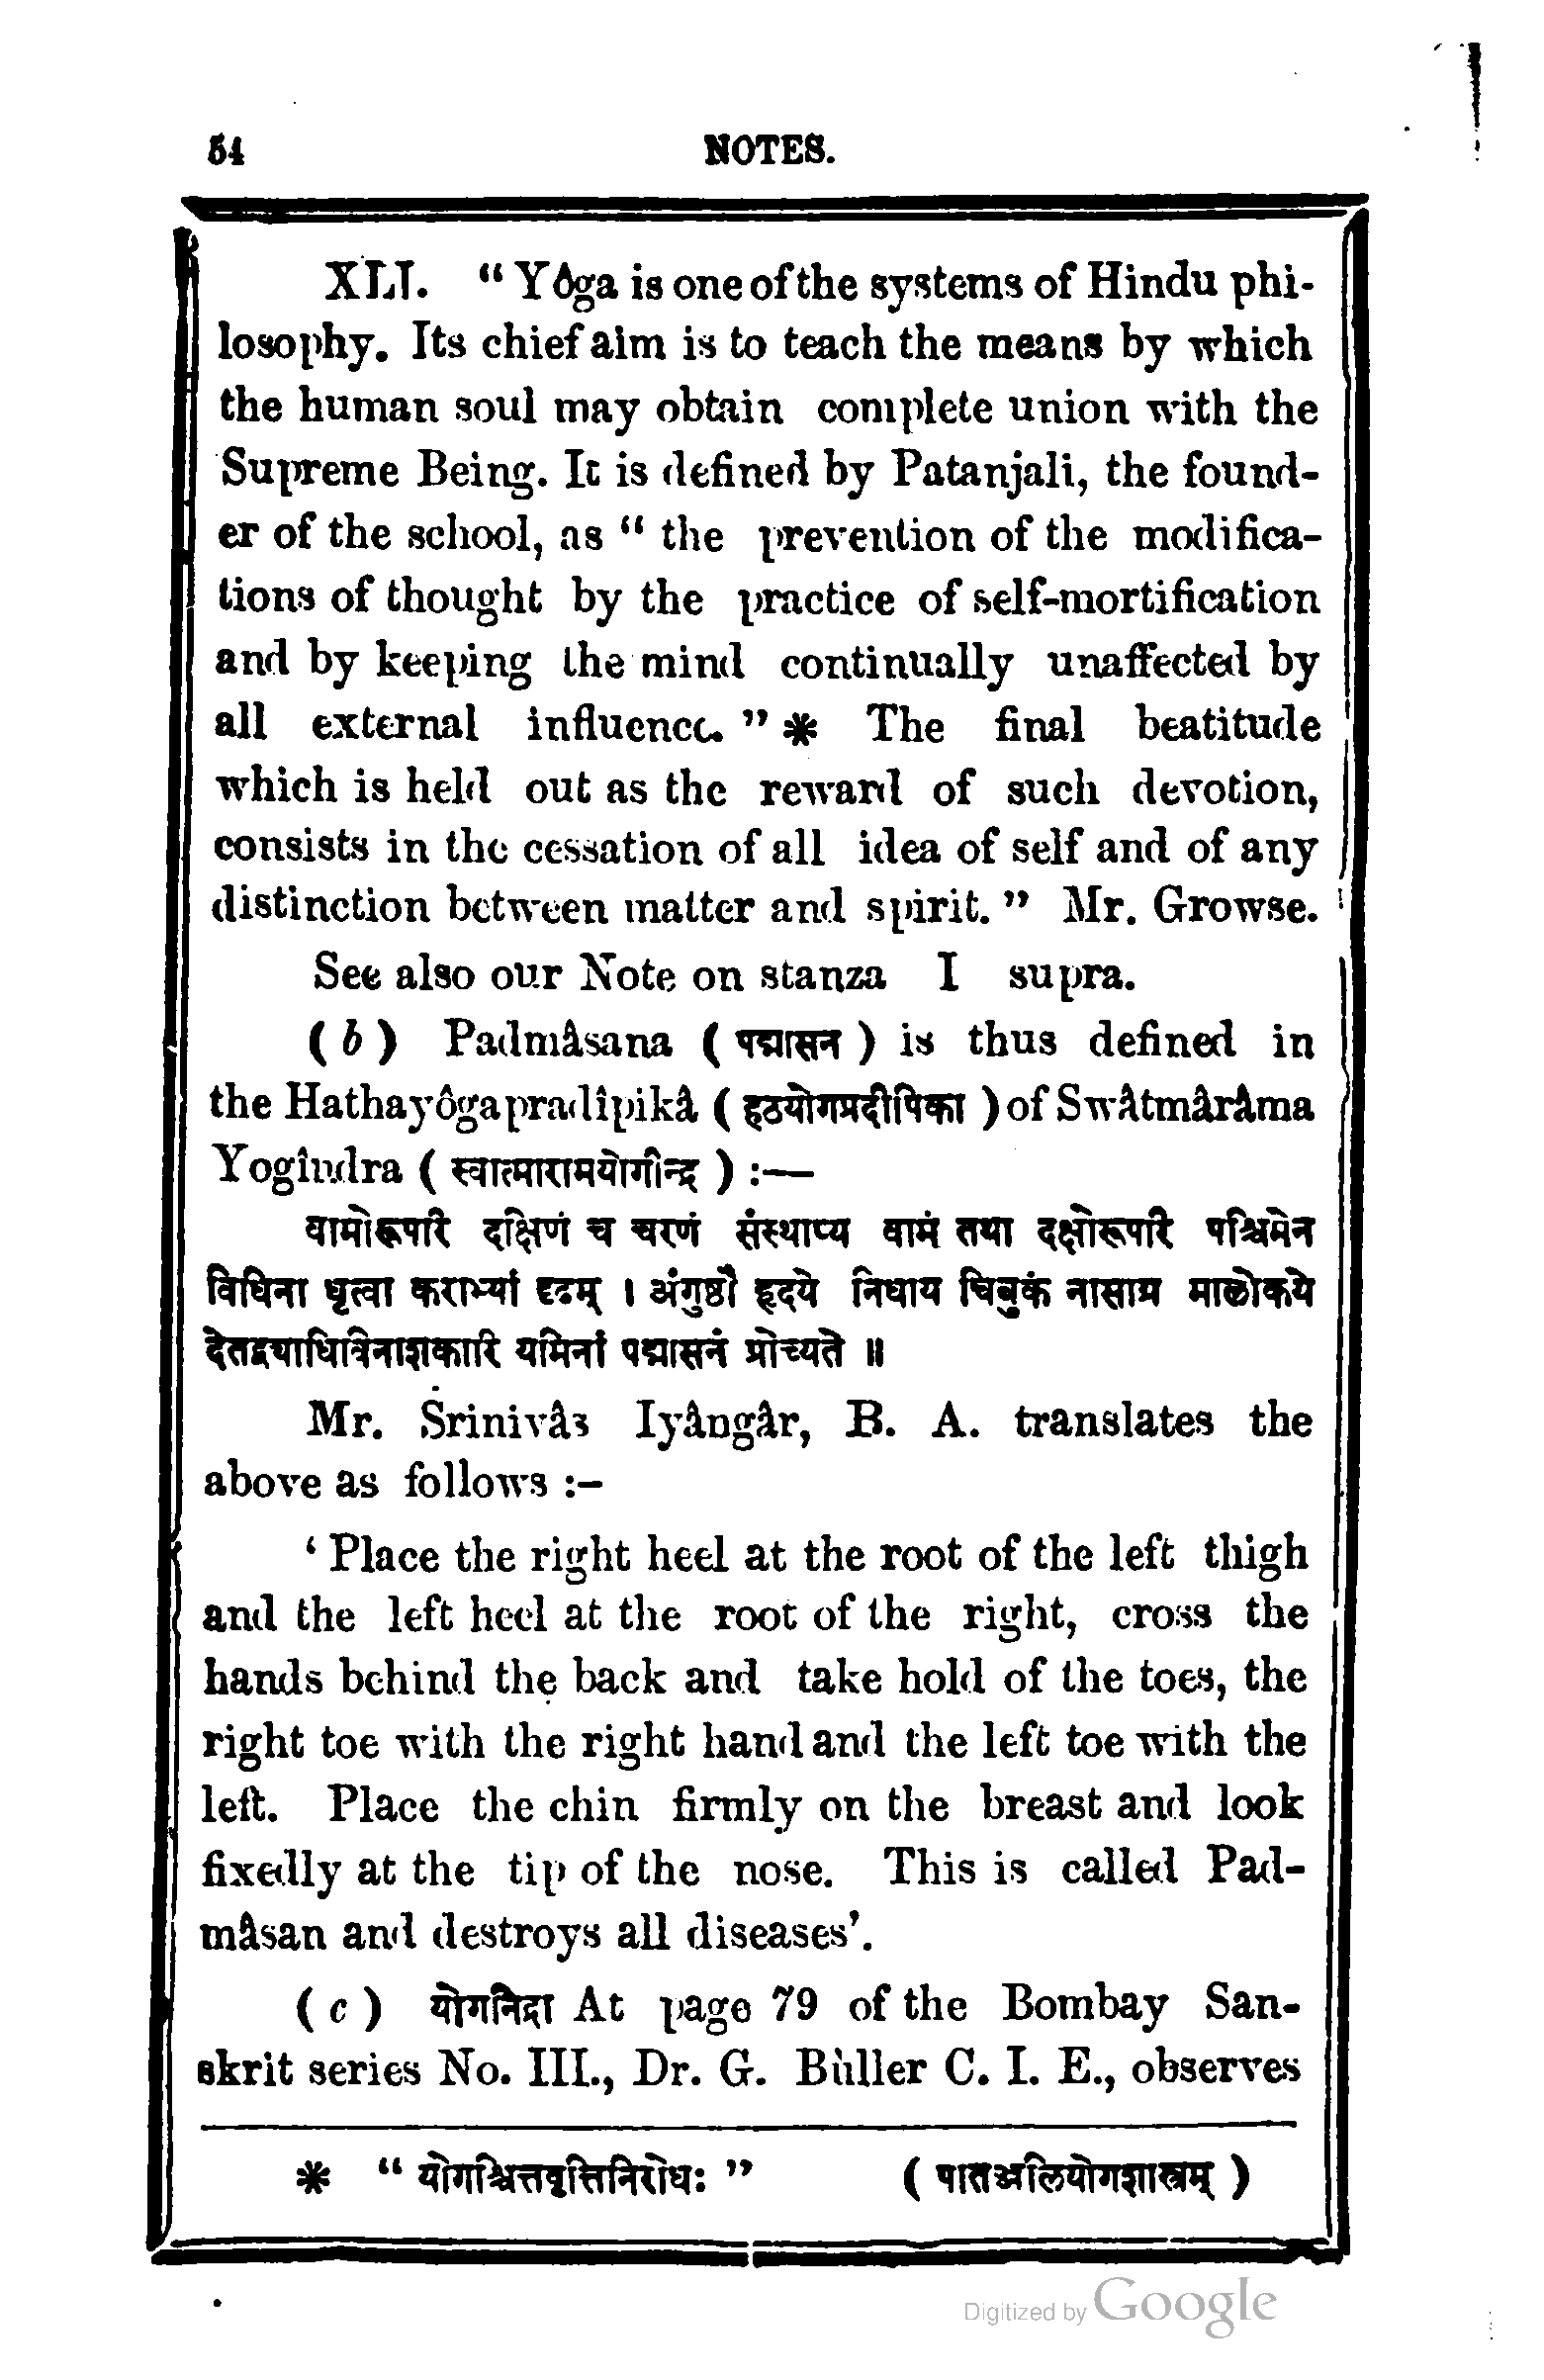 54 NOTES.
XLI. “ Yôga is one of the systems of Hindu phi-
losophy. Its chief aim is to teach the means by which
the human soul may obtain complete union with the
Supreme Being. It is defined by Patanjali, the found-
er of the school, as “ the prevention of the modifica-
tions of thought by the practice of self-mortification
and by keeping the mind continually unaffected by
all external influence. ” * The final beatitude
which is held out as the reward of such devotion,
consists in the cessation of all idea of self and of any
distinction between matter and spirit. ” Mr. Growse.
See also our Note on stanza I supra.
( b ) Padmâsana ( पद्मासन ) is thus defined in
the Hathayôgapradîpikâ ( हठयोगप्रदीपिका ) of Swâtmârâma
Yogîndra ( स्वात्मारामयोगीन्द्र ) :—
वामोरूपरि दक्षिणं च चरणं संस्थाप्य वामं तथा दक्षोरूपरि पश्चिमेन
विधिना धृत्वा कराभ्यां दृढम् । अंगुष्ठौ हृदये निधाय चिबुकं नासाग्र मालोकये
देतद्व्याधिविनाशकारि यमिनां पद्मासनं प्रोच्यते ॥
Mr. Srinivâs Iyângâr, B. A. translates the
above as follows :–
‘ Place the right heel at the root of the left thigh
and the left heel at the root of the right, cross the
hands behind the back and take hold of the toes, the
right toe with the right hand and the left toe with the
left. Place the chin firmly on the breast and look
fixedly at the tip of the nose. This is called Pad-
mâsan and destroys all diseases’.
( c ) योगनिद्रा At page 79 of the Bombay San-
skrit series No. III., Dr. G. Büller C. I. E., observes
* “ योगश्चित्तवृत्तिनिरोधः ” ( पातञ्जलियोगशास्त्रम् )
Digitized by Google